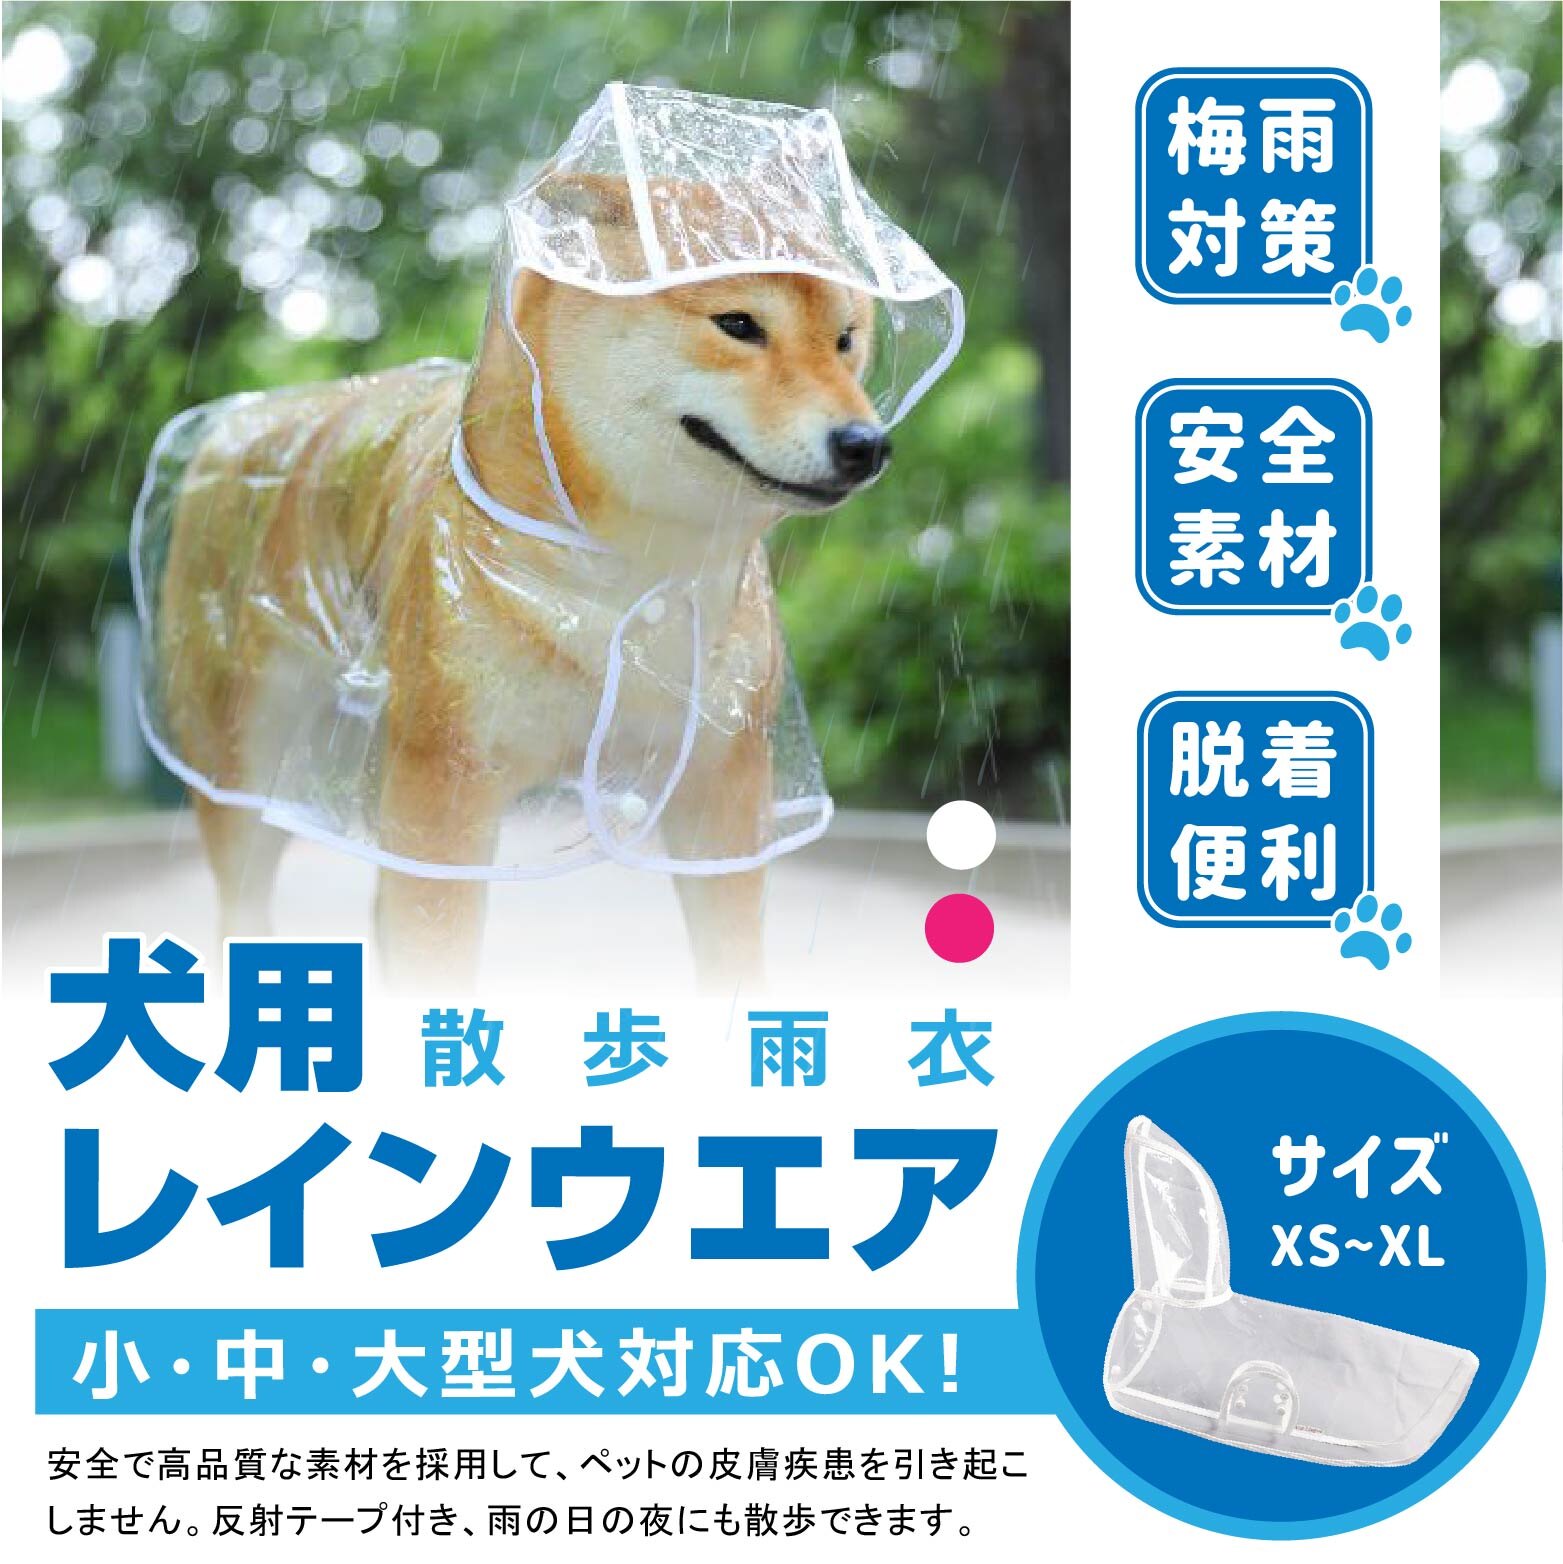 梅雨
対策
安全
素材
脱着
便利
犬用
散歩雨衣
レインウエア
サイズ
XS~XL
小・中・大型犬対応OK!
安全で高品質な素材を採用して、ペットの皮膚疾患を引き起こ
しません。反射テープ付き、雨の日の夜にも散歩できます。